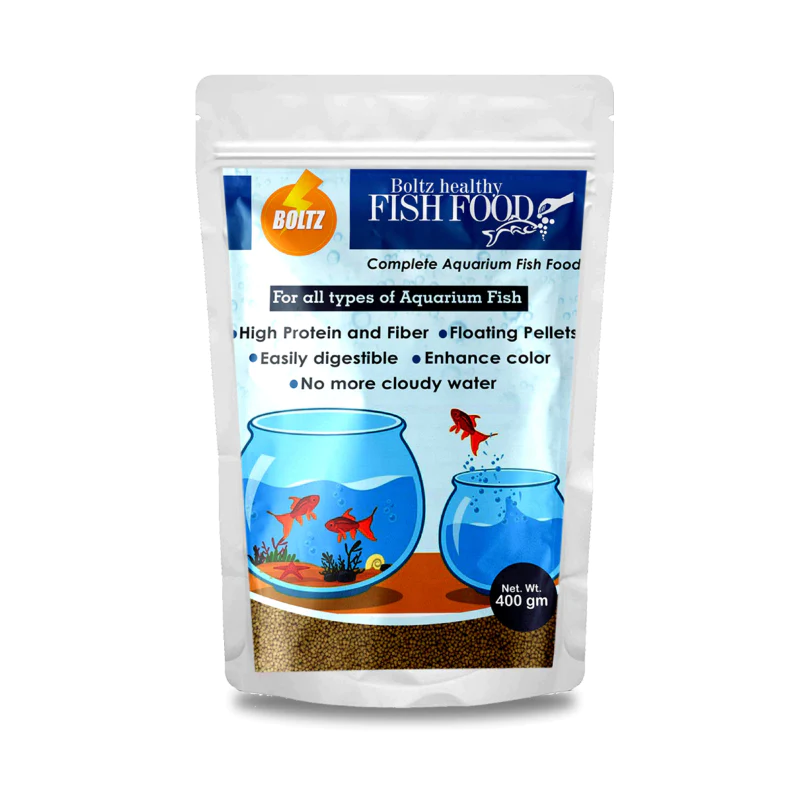 BOLTZ
Boltz healthy
FISH FOOD
Complete Aquarium Fish Food
For all types of Aquarium Fish
•High Protein and Fiber •Floating Pellets
•Easily digestible •Enhance color
•No more cloudy water
Net. Wt.
400 gm